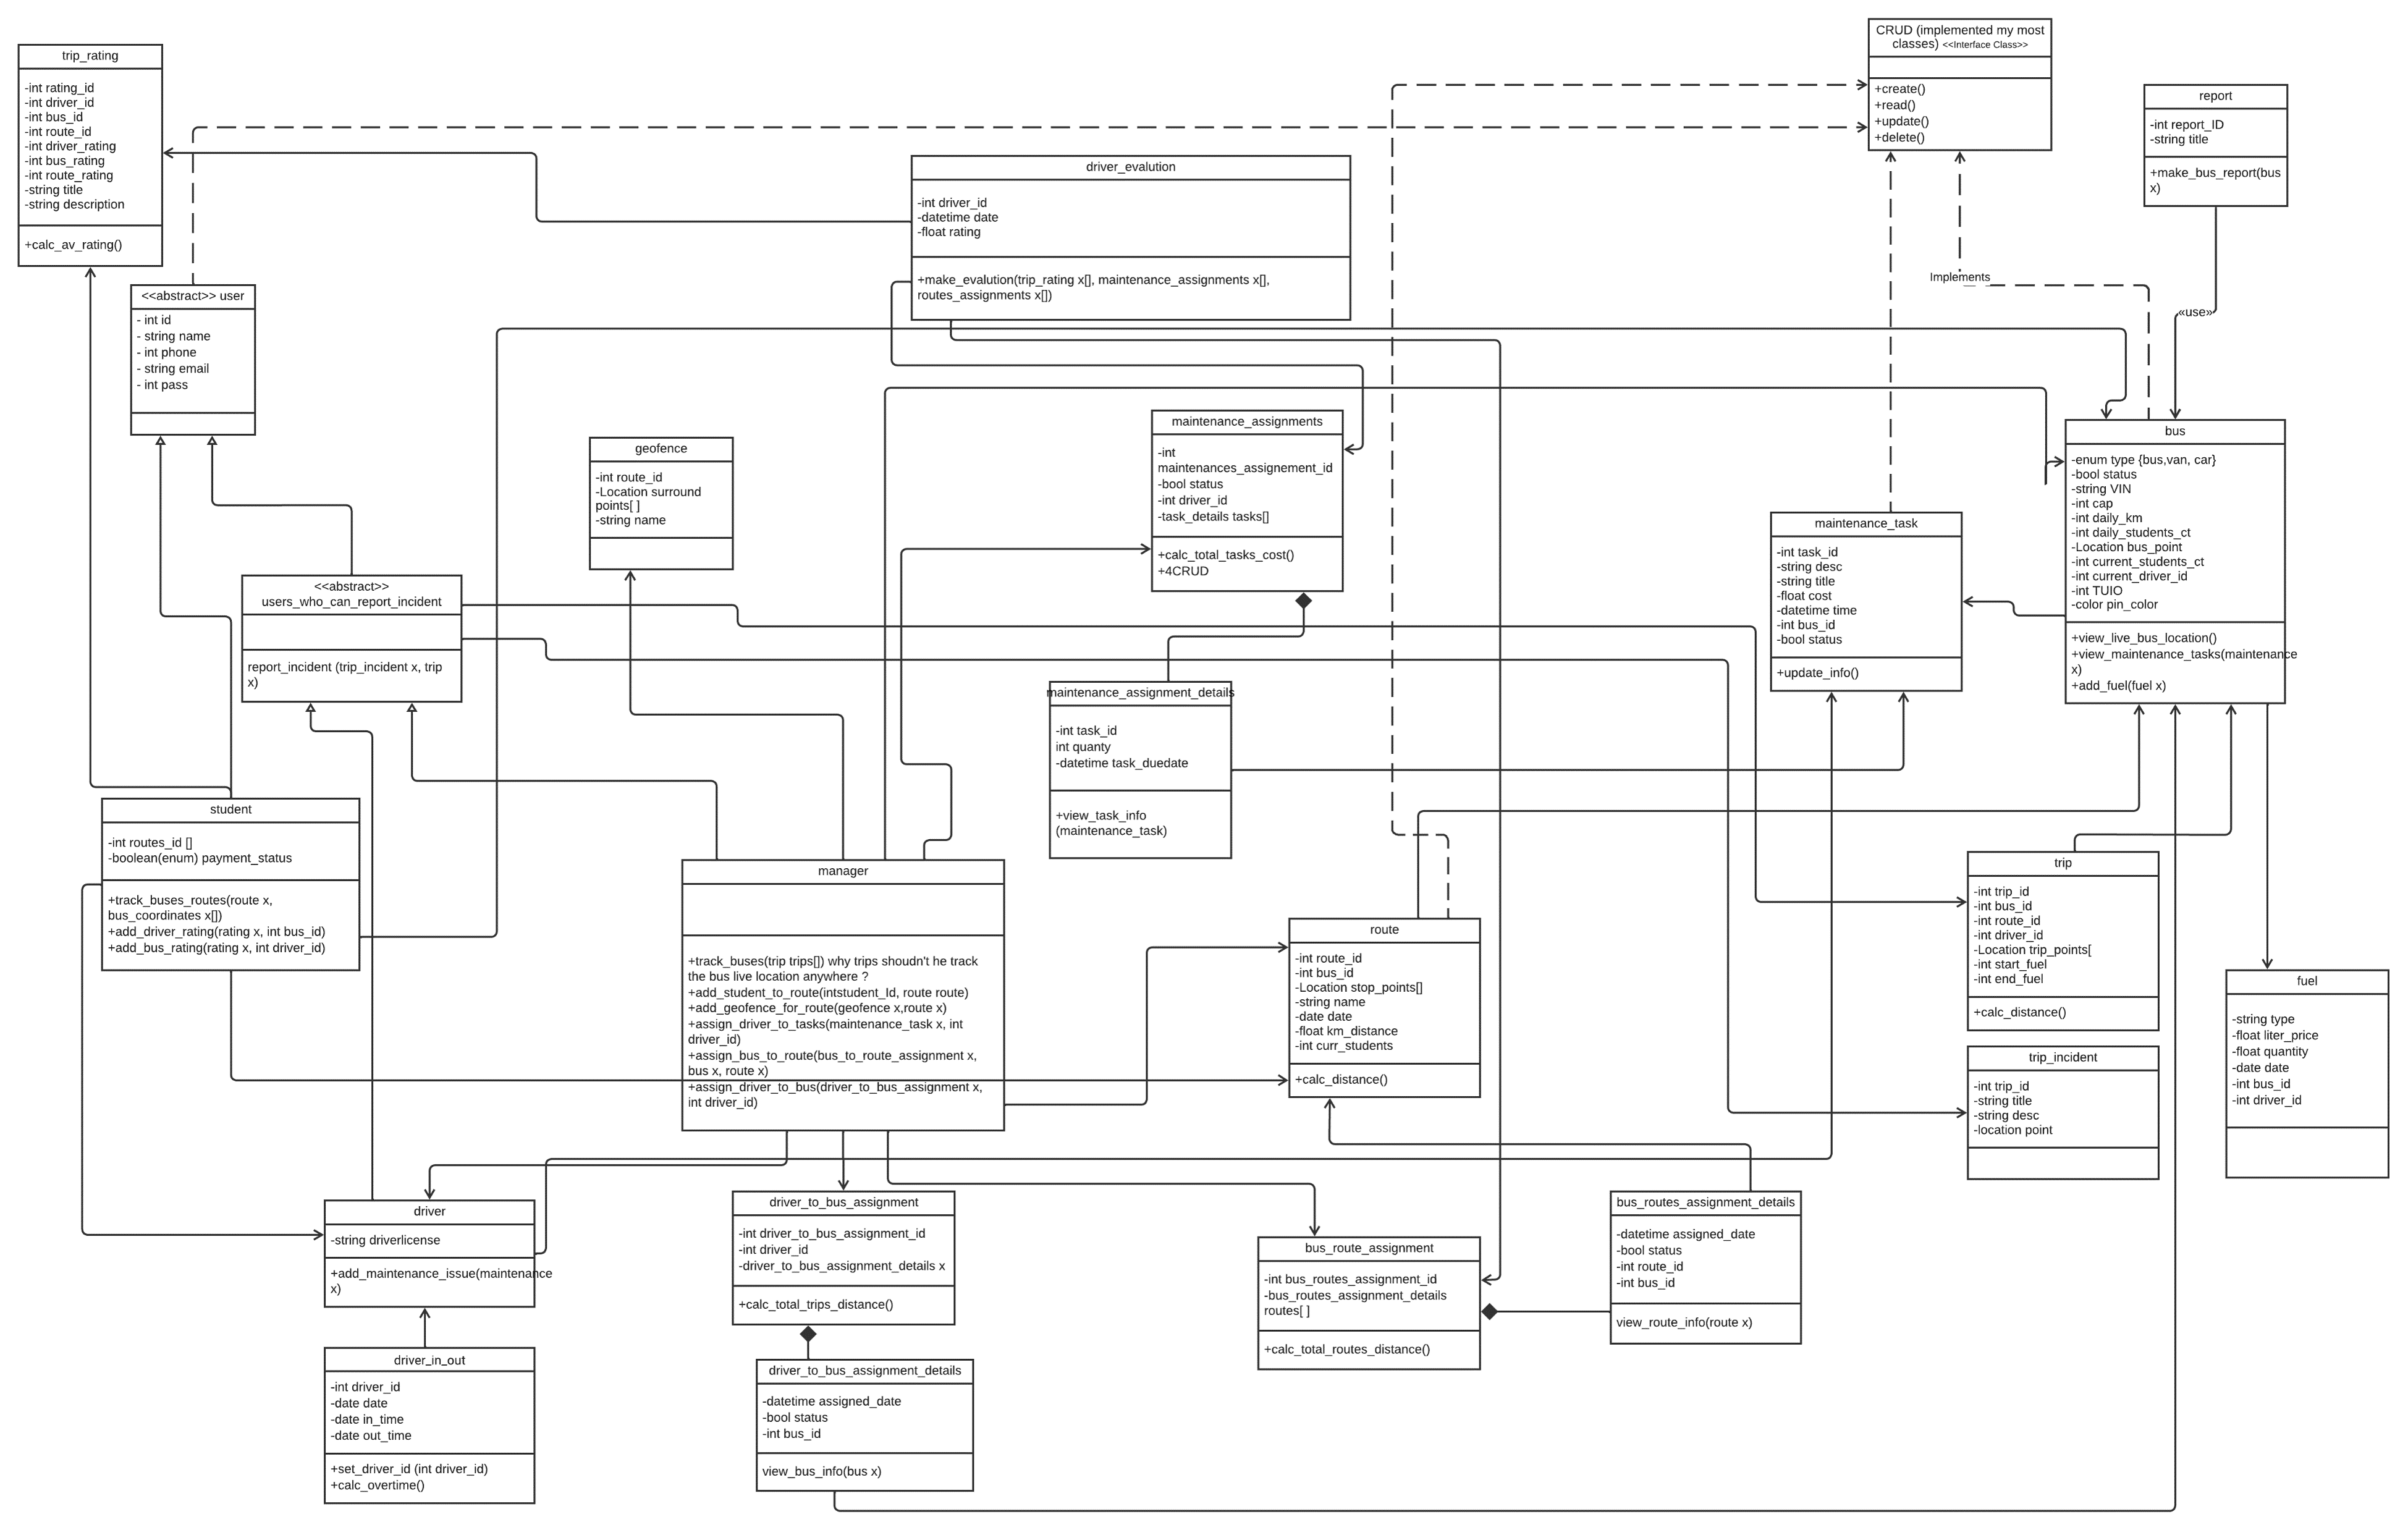 trip_rating
-int rating_id
-int driver_id
-int bus_id
-int route_id
-int driver_rating
-int bus_rating
-int route_rating
-string title
-string description
+calc_av_rating()
CRUD (implemented my most
classes) <<Interface Class>>
+create()
+read()
+update()
+delete()
report
-int report_ID
-string title
+make_bus_report(bus
x)
driver_evalution
-int driver_id
-datetime date
-float rating
+make_evalution(trip_rating x[], maintenance_assignments x[],
routes_assignments x[])
<<abstract>> user
- int id
- string name
- int phone
- string email
- int pass
Implements
«use»
geofence
-int route_id
-Location surround
points[ ]
-string name
maintenance_assignments
-int
maintenances_assignement_id
-bool status
-int driver_id
-task_details tasks[]
+calc_total_tasks_cost()
+4CRUD
bus
-enum type {bus,van, car}
-bool status
-string VIN
-int cap
-int daily_km
-int daily_students_ct
-Location bus_point
-int current_students_ct
-int current_driver_id
-int TUIO
-color pin_color
+view_live_bus_location()
+view_maintenance_tasks(maintenance
x)
+add_fuel(fuel x)
maintenance_task
-int task_id
-string desc
-string title
-float cost
-datetime time
-int bus_id
-bool status
+update_info()
<<abstract>>
users_who_can_report_incident
report_incident (trip_incident x, trip
x)
maintenance_assignment_details
-int task_id
int quanty
-datetime task_duedate
+view_task_info
(maintenance_task)
student
-int routes_id []
-boolean(enum) payment_status
+track_buses_routes(route x,
bus_coordinates x[])
+add_driver_rating(rating x, int bus_id)
+add_bus_rating(rating x, int driver_id)
manager
+track_buses(trip trips[]) why trips shoudn't he track
the bus live location anywhere ?
+add_student_to_route(intstudent_Id, route route)
+add_geofence_for_route(geofence x,route x)
+assign_driver_to_tasks(maintenance_task x, int
driver_id)
+assign_bus_to_route(bus_to_route_assignment x,
bus x, route x)
+assign_driver_to_bus(driver_to_bus_assignment x,
int driver_id)
route
-int route_id
-int bus_id
-Location stop_points[]
-string name
-date date
-float km_distance
-int curr_students
+calc_distance()
trip
-int trip_id
-int bus_id
-int route_id
-int driver_id
-Location trip_points[
-int start_fuel
-int end_fuel
+calc_distance()
trip_incident
-int trip_id
-string title
-string desc
-location point
fuel
-string type
-float liter_price
-float quantity
-date date
-int bus_id
-int driver_id
driver
-string driverlicense
+add_maintenance_issue(maintenance
x)
driver_to_bus_assignment
-int driver_to_bus_assignment_id
-int driver_id
-driver_to_bus_assignment_details x
+calc_total_trips_distance()
bus_route_assignment
-int bus_routes_assignment_id
-bus_routes_assignment_details
routes[ ]
+calc_total_routes_distance()
bus_routes_assignment_details
-datetime assigned_date
-bool status
-int route_id
-int bus_id
view_route_info(route x)
driver_in_out
-int driver_id
-date date
-date in_time
-date out_time
+set_driver_id (int driver_id)
+calc_overtime()
driver_to_bus_assignment_details
-datetime assigned_date
-bool status
-int bus_id
view_bus_info(bus x)